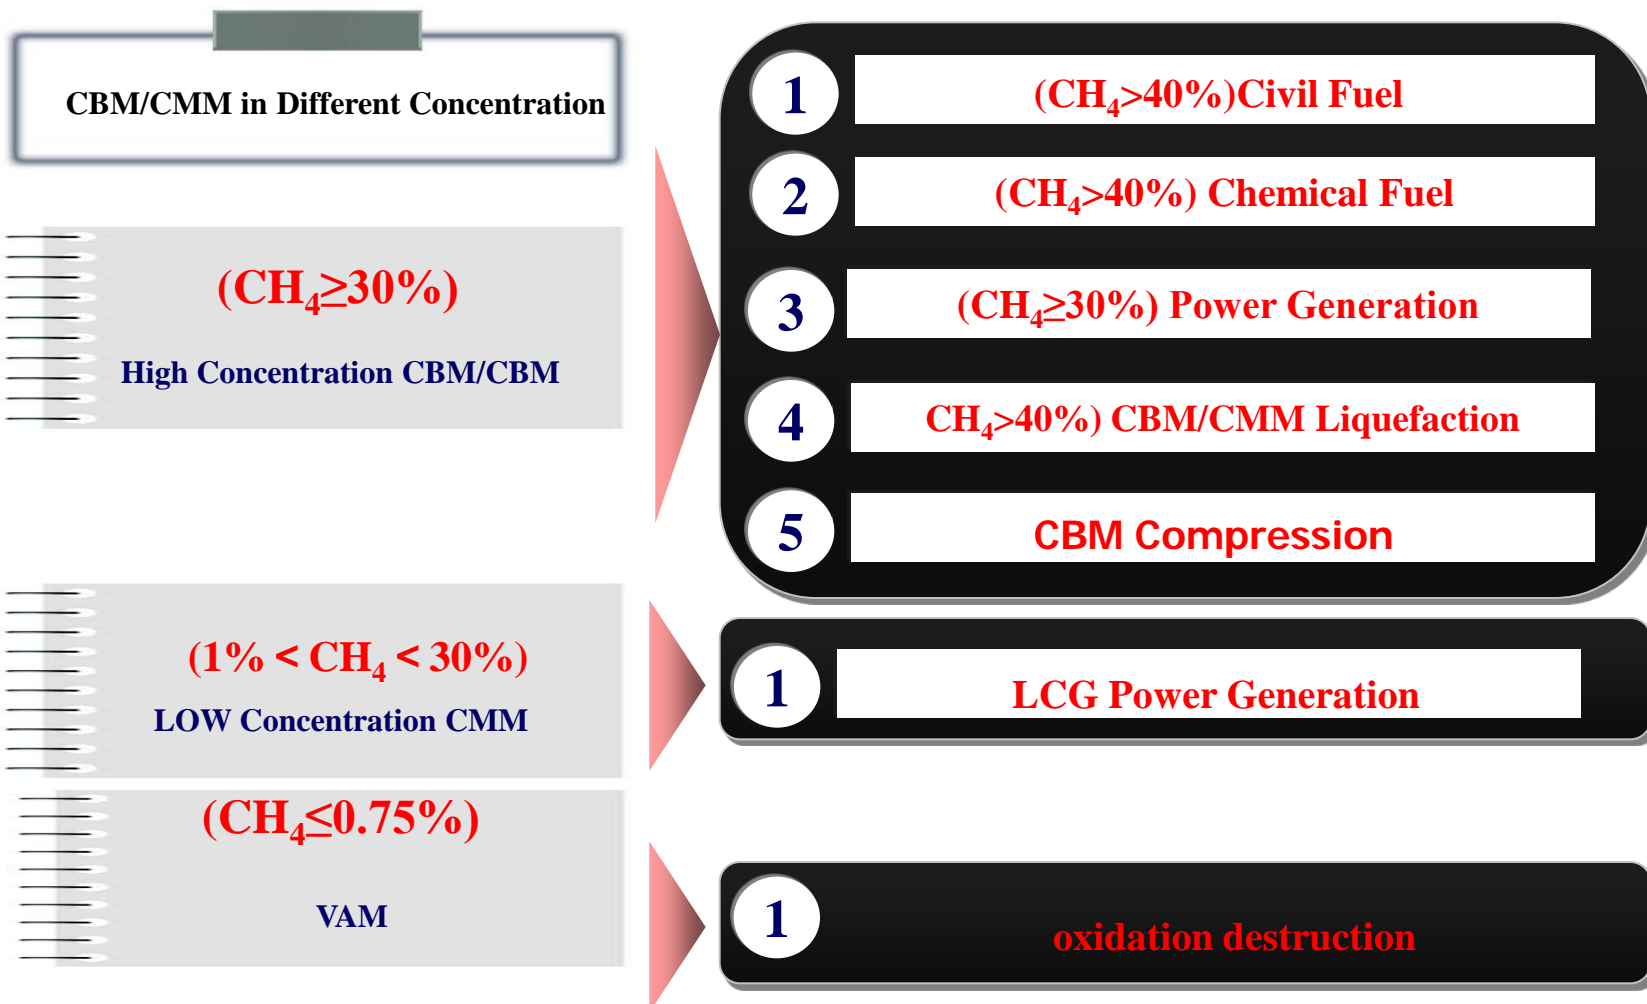 CBM/CMM in Different Concentration
(CH₄≥30%)
High Concentration CBM/CBM
1
(CH₄>40%)Civil Fuel
2
(CH₄>40%) Chemical Fuel
3
(CH₄≥30%) Power Generation
4
CH₄>40%) CBM/CMM Liquefaction
5
CBM Compression
(1% < CH₄ < 30%)
LOW Concentration CMM
1
LCG Power Generation
(CH₄≤0.75%)
VAM
1
oxidation destruction